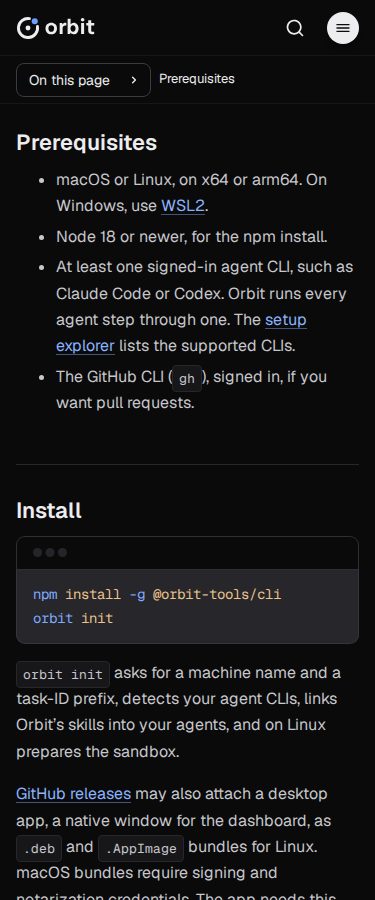 orbit
On this page
Prerequisites
Prerequisites
macOS or Linux, on x64 or arm64. On
Windows, use WSL2.
Node 18 or newer, for the npm install.
At least one signed-in agent CLI, such as
Claude Code or Codex. Orbit runs every
agent step through one. The setup
explorer lists the supported CLIs.
The GitHub CLI (gh), signed in, if you
want pull requests.
Install
npm install -g @orbit-tools/cli
orbit init
orbit init asks for a machine name and a
task-ID prefix, detects your agent CLIs, links
Orbit’s skills into your agents, and on Linux
prepares the sandbox.
GitHub releases may also attach a desktop
app, a native window for the dashboard, as
.deb and .AppImage bundles for Linux.
macOS bundles require signing and
notarization credentials. The app needs this